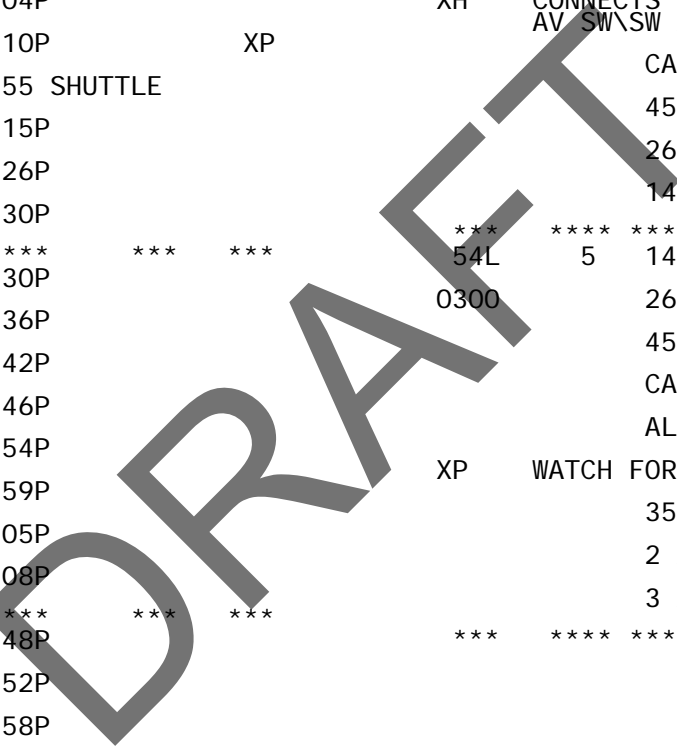 04P XH CONNECTS
AV SW\SW
10P XP
CA
55 SHUTTLE
45
15P
26
26P
14
30P
*** **** ***
*** *** ***
54L 5 14
30P
0300 26
36P
45
42P
CA
46P
AL
54P
XP WATCH FOR
59P
35
05P
2
08P
3
*** *** ***
*** **** ***
48P
52P
58P
DRAFT